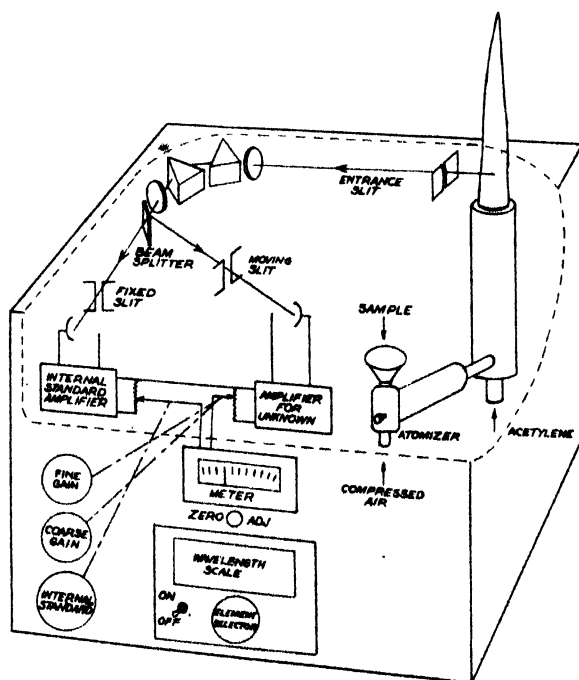 ENTRANCE
SLIT
BEAM
SPLITTER
MOVING
SLIT
FIXED
SLIT
SAMPLE
INTERNAL
STANDARD
AMPLIFIER
AMPLIFIER
FOR
UNKNOWN
ATOMIZER
ACETYLENE
COMPRESSED
AIR
FINE
GAIN
METER
ZERO ADJ
COARSE
GAIN
WAVELENGTH
SCALE
INTERNAL
STANDARD
ON
OFF
ELEMENT
SELECTOR